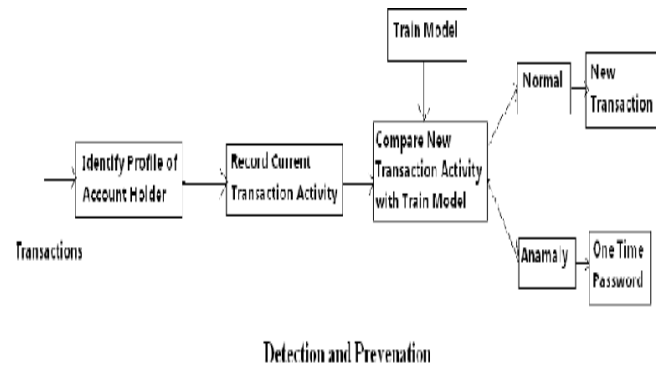 Train Model
Normal
New
Transaction
Identify Profile of
Account Holder
Record Current
Transaction Activity
Compare New
Transaction Activity
with Train Model
Transactions
Anamaly
One Time
Password
Detection and Prevenation